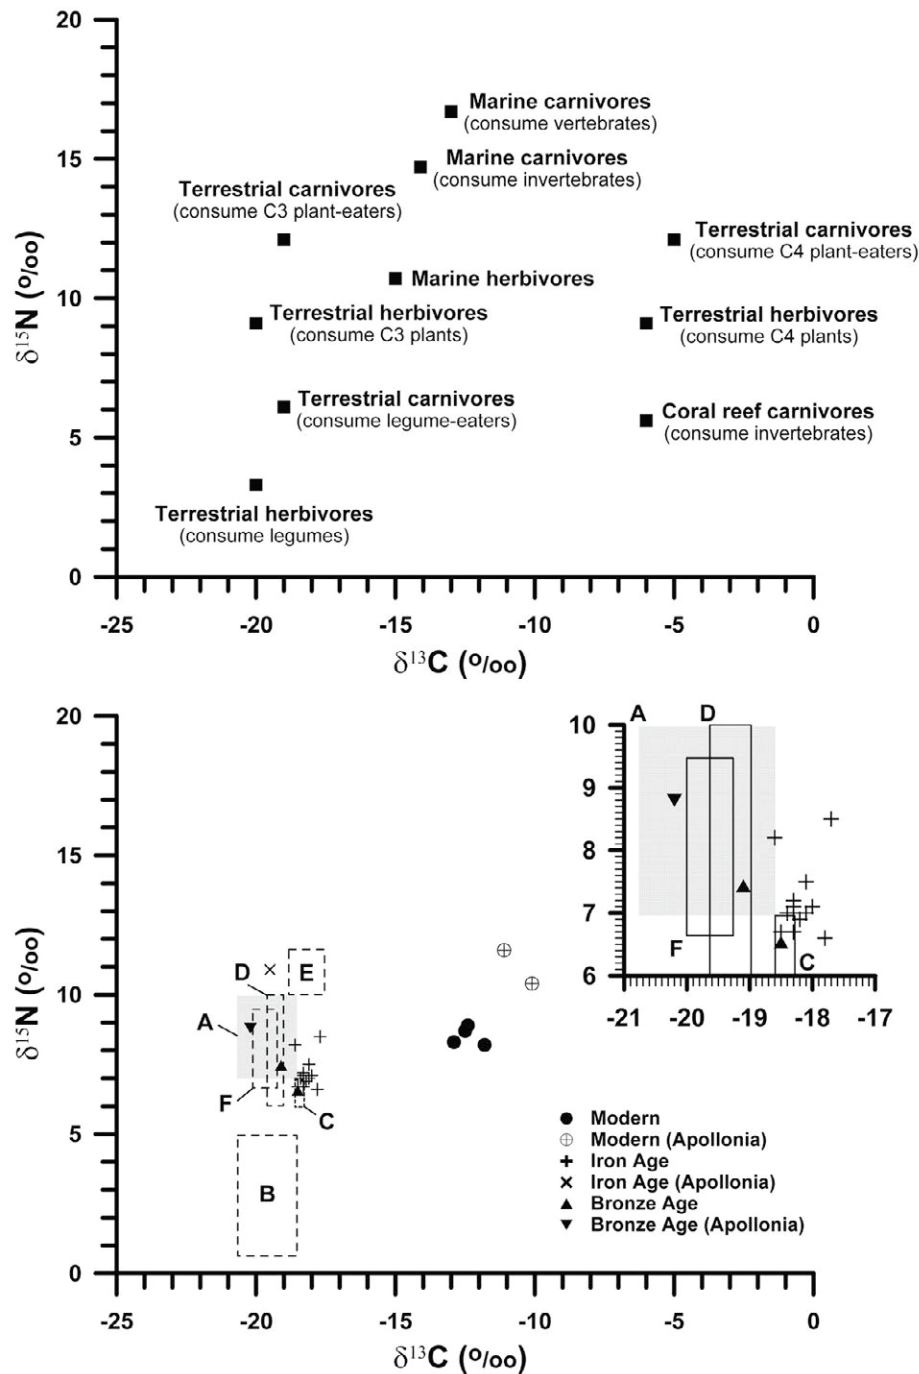 20
Marine carnivores
(consume vertebrates)
Marine carnivores
(consume invertebrates)
15
Terrestrial carnivores
(consume C3 plant-eaters)
Terrestrial carnivores
(consume C4 plant-eaters)
Marine herbivores
10
Terrestrial herbivores
(consume C3 plants)
Terrestrial herbivores
(consume C4 plants)
δ¹⁵N (o/oo)
Terrestrial carnivores
(consume legume-eaters)
Coral reef carnivores
(consume invertebrates)
5
Terrestrial herbivores
(consume legumes)
0
-25 -20 -15 -10 -5 0
δ¹³C (o/oo)
20
15
10
5
0
δ¹⁵N (o/oo)
A
D
E
F
C
B
A D
10
9
8
7
6
F
C
-21 -20 -19 -18 -17
Modern
Modern (Apollonia)
Iron Age
Iron Age (Apollonia)
Bronze Age
Bronze Age (Apollonia)
-25 -20 -15 -10 -5 0
δ¹³C (o/oo)